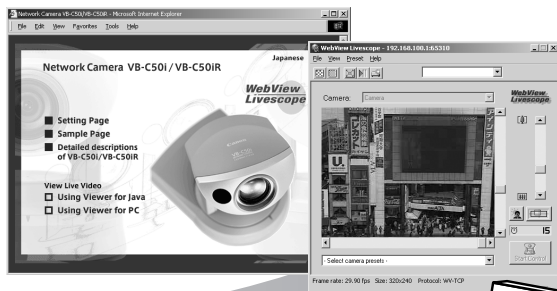 Network Camera VB-C50i/VB-C50iR - Microsoft Internet Explorer
File Edit View Favorites Tools Help
Japanese
Network Camera VB-C50i / VB-C50iR
WebView
Livescope
Setting Page
Sample Page
Detailed descriptions
of VB-C50i/VB-C50iR
View Live Video
Using Viewer for Java
Using Viewer for PC
Canon
WebView Livescope - 192.168.100.1:65310
File View Preset Help
Camera: Camera
WebView
Livescope
U.
15
- Select camera presets -
Start Control
Frame rate: 29.90 fps Size: 320x240 Protocol: WV-TCP